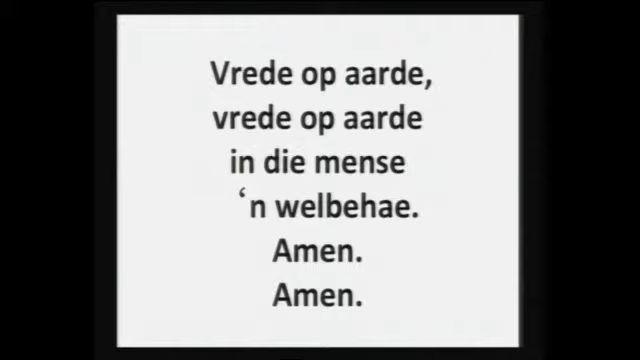 Vrede op aarde,
vrede op aarde
in die mense
‘n welbehae.
Amen.
Amen.